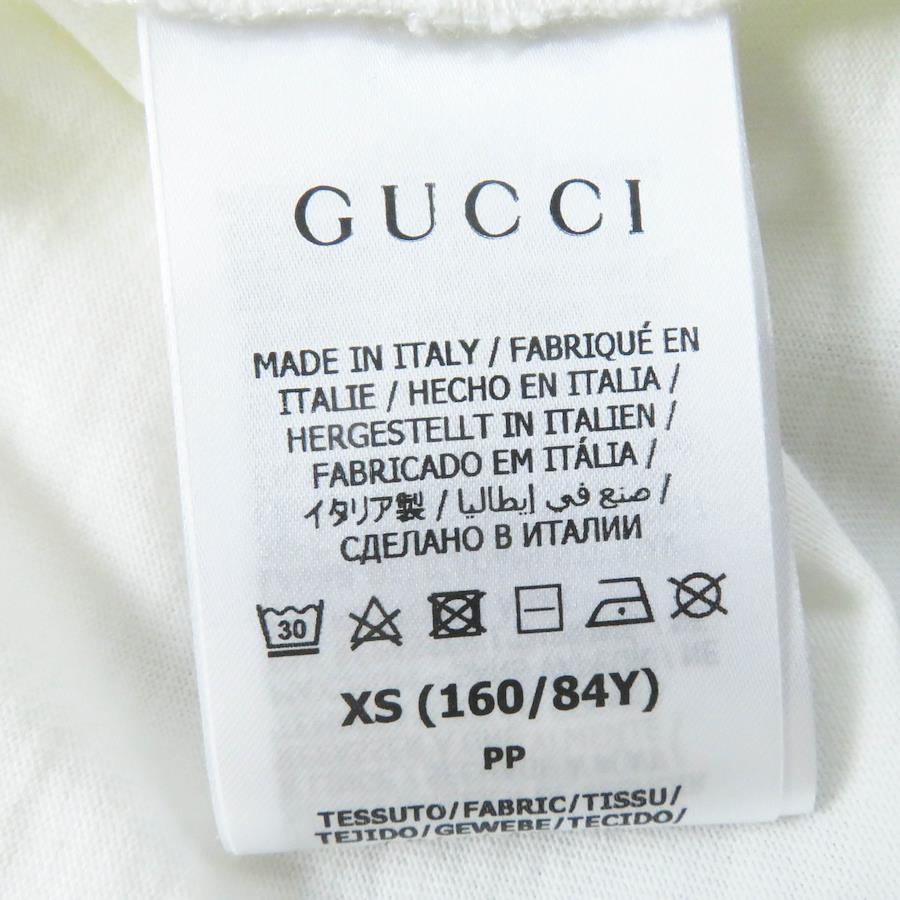 GUCCI
MADE IN ITALY / FABRIQUÉ EN
ITALIE / HECHO EN ITALIA /
HERGESTELLT IN ITALIEN /
FABRICADO EM ITÁLIA /
イタリア製 / صنع في إيطاليا /
СДЕЛАНО В ИТАЛИИ
30
XS (160/84Y)
PP
TESSUTO/FABRIC/TISSU/
TEJIDO/GEWEBE/TECIDO/